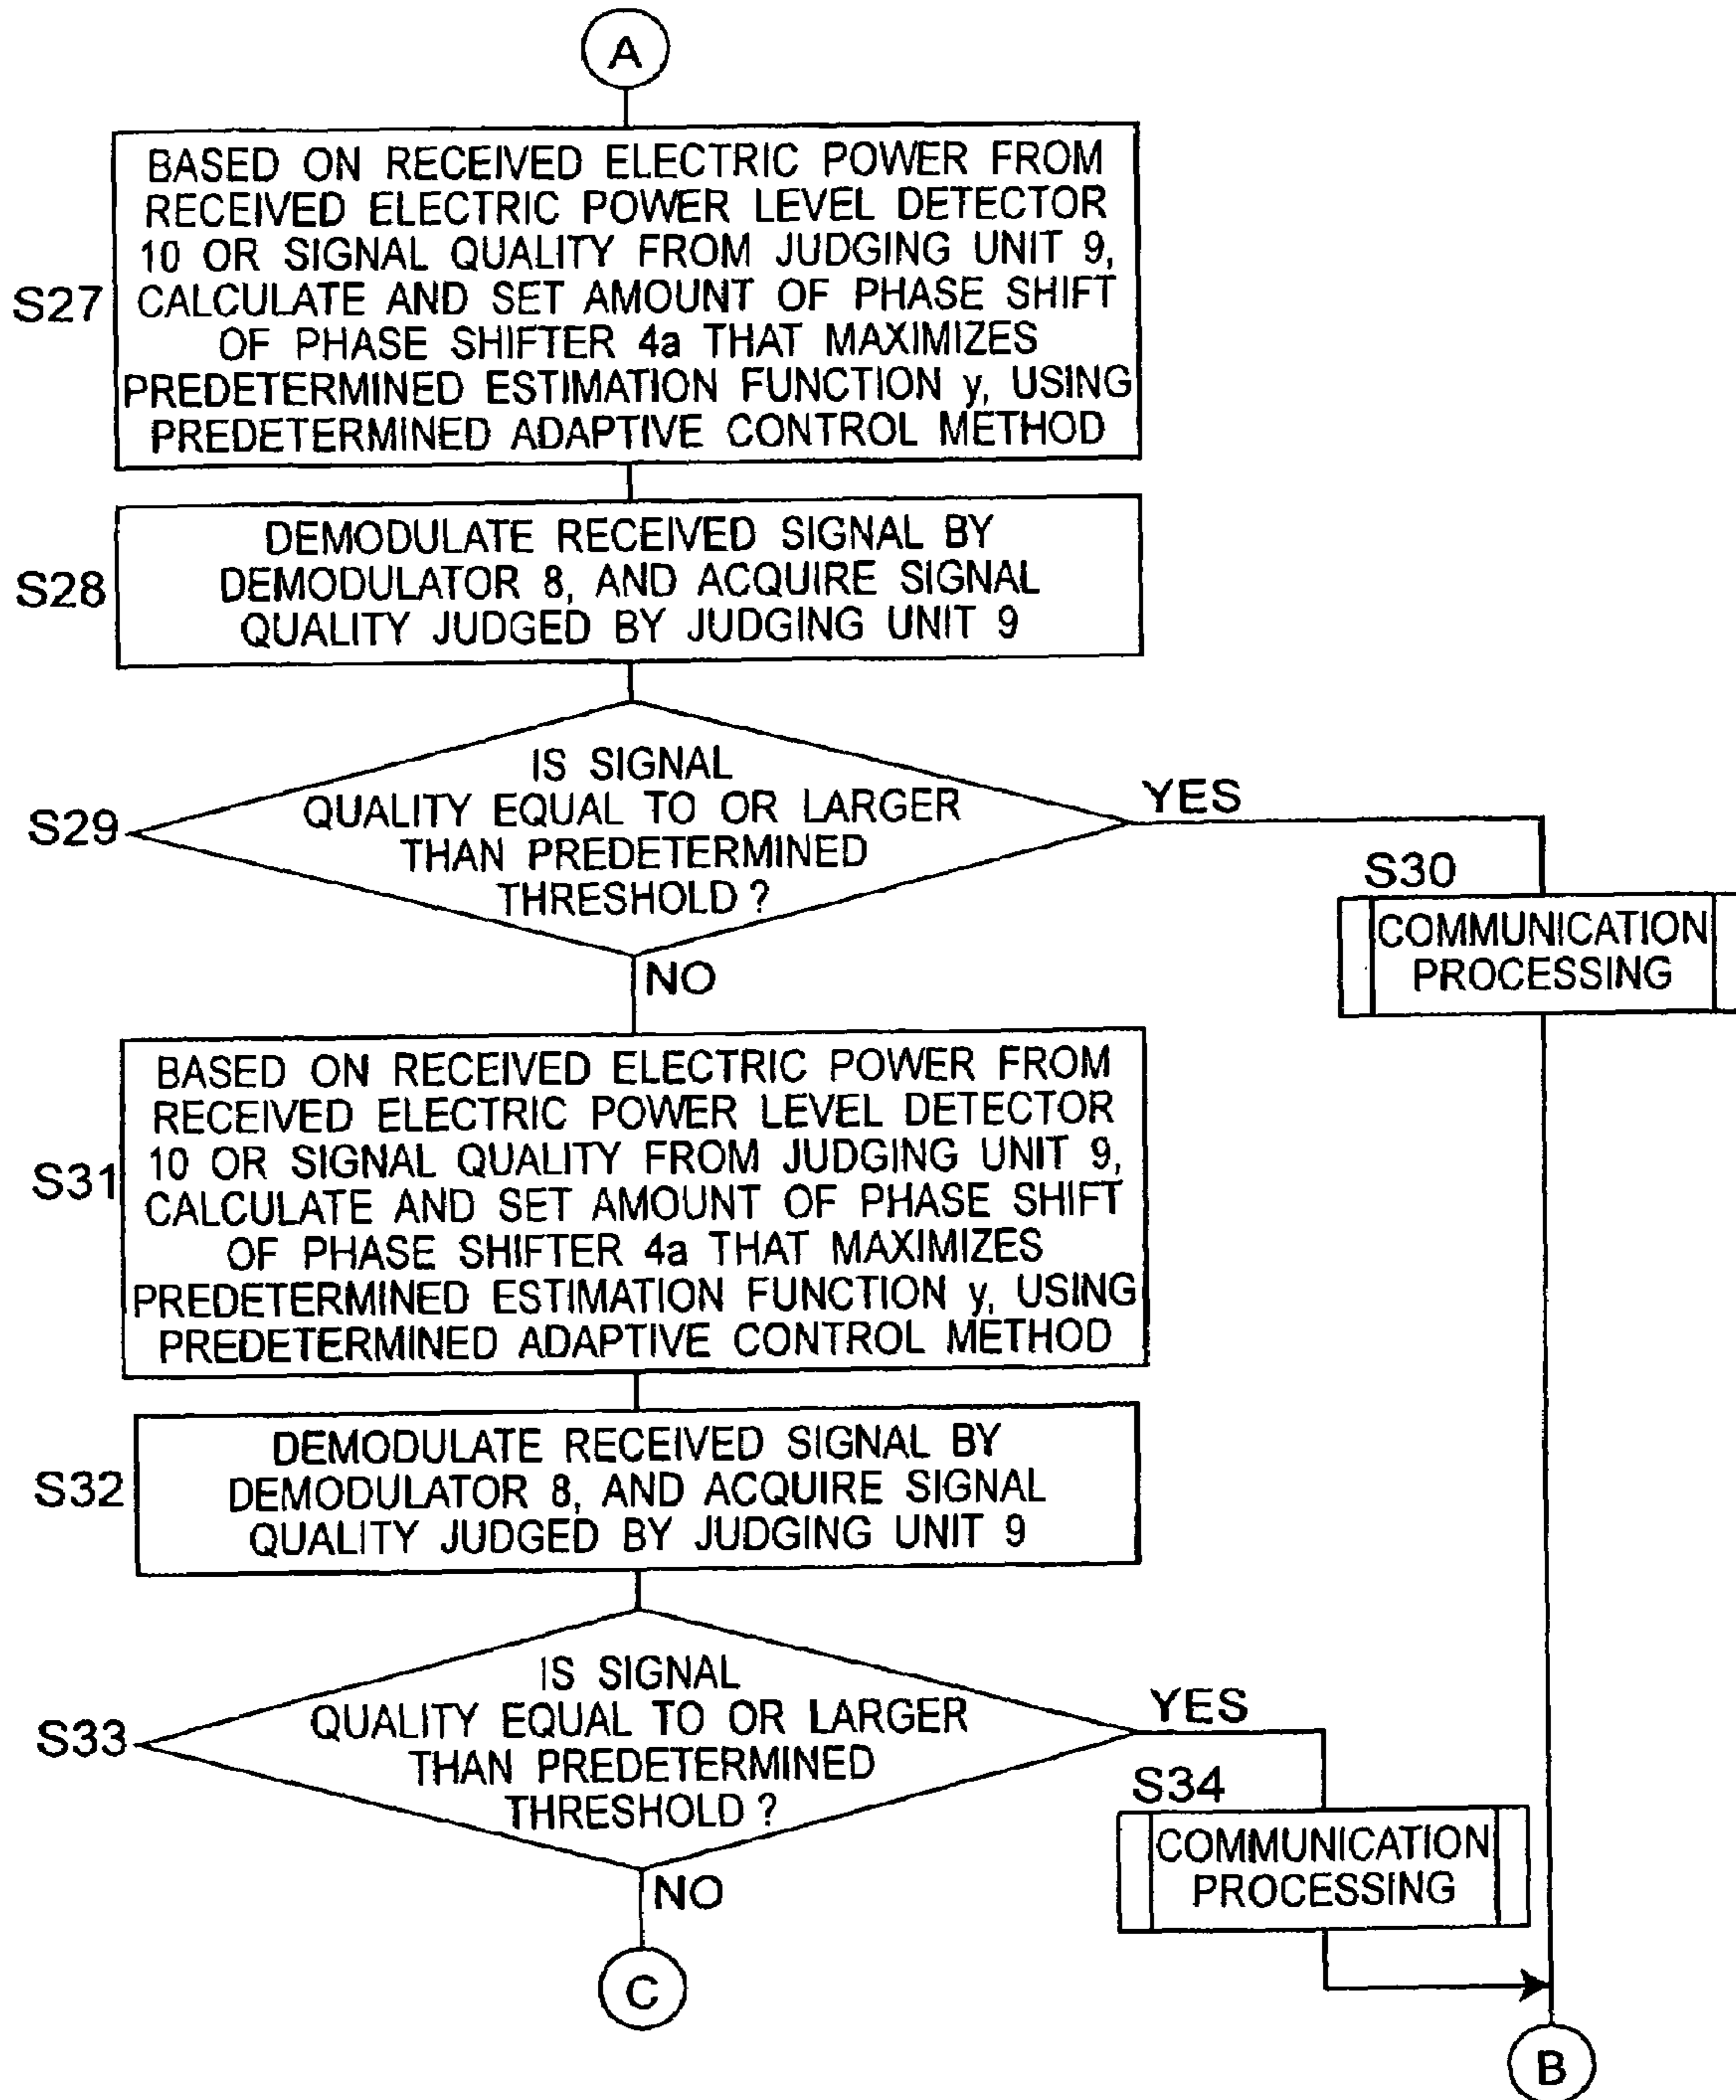 A
BASED ON RECEIVED ELECTRIC POWER FROM
RECEIVED ELECTRIC POWER LEVEL DETECTOR
10 OR SIGNAL QUALITY FROM JUDGING UNIT 9,
S27
CALCULATE AND SET AMOUNT OF PHASE SHIFT
OF PHASE SHIFTER 4a THAT MAXIMIZES
PREDETERMINED ESTIMATION FUNCTION y, USING
PREDETERMINED ADAPTIVE CONTROL METHOD
DEMODULATE RECEIVED SIGNAL BY
S28
DEMODULATOR 8, AND ACQUIRE SIGNAL
QUALITY JUDGED BY JUDGING UNIT 9
IS SIGNAL
QUALITY EQUAL TO OR LARGER
YES
S29
THAN PREDETERMINED
THRESHOLD ?
S30
COMMUNICATION
PROCESSING
NO
BASED ON RECEIVED ELECTRIC POWER FROM
RECEIVED ELECTRIC POWER LEVEL DETECTOR
10 OR SIGNAL QUALITY FROM JUDGING UNIT 9,
S31
CALCULATE AND SET AMOUNT OF PHASE SHIFT
OF PHASE SHIFTER 4a THAT MAXIMIZES
PREDETERMINED ESTIMATION FUNCTION y, USING
PREDETERMINED ADAPTIVE CONTROL METHOD
DEMODULATE RECEIVED SIGNAL BY
S32
DEMODULATOR 8, AND ACQUIRE SIGNAL
QUALITY JUDGED BY JUDGING UNIT 9
IS SIGNAL
QUALITY EQUAL TO OR LARGER
YES
S33
THAN PREDETERMINED
THRESHOLD ?
S34
COMMUNICATION
PROCESSING
NO
C
B